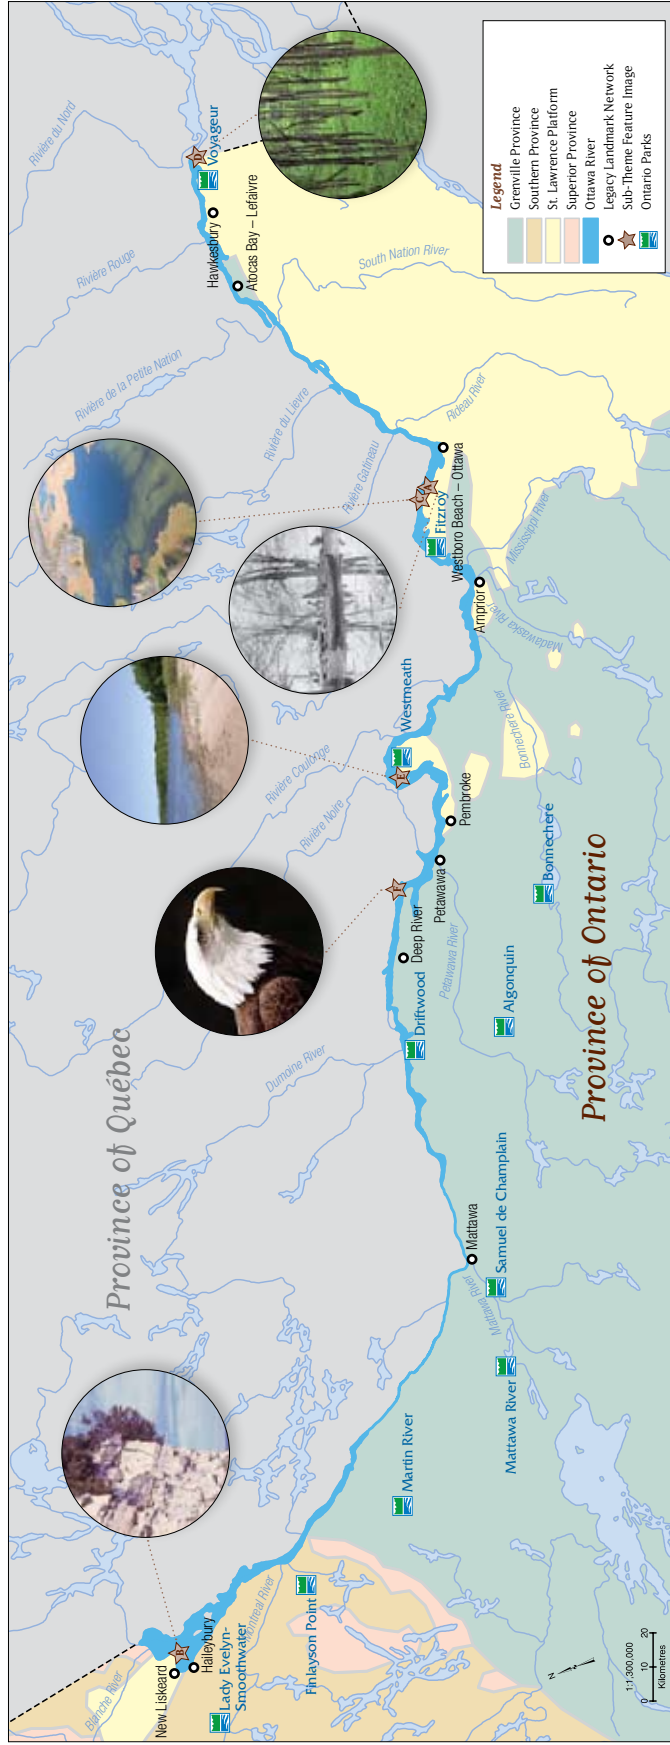 Province of Québec
Province of Ontario
Rivière du Nord
Rivière Rouge
Rivière de la Petite Nation
Rivière du Lievre
Rivière Gatineau
Rivière Coulonge
Rivière Noire
Dumoine River
Blanche River
Montreal River
Mattawa River
Petawawa River
Bonnechere River
Madawaska River
Mississippi River
Rideau River
South Nation River
New Liskeard
Haileybury
Mattawa
Deep River
Petawawa
Pembroke
Arnprior
Westboro Beach – Ottawa
Atocas Bay – Lefaivre
Hawkesbury
Lady Evelyn-
Smoothwater
Finlayson Point
Martin River
Mattawa River
Samuel de Champlain
Algonquin
Driftwood
Bonnechere
Westmeath
Fitzroy
Voyageur
B
F
E
C
A
D
N
1:1,300,000
0 10 20
Kilometres
Legend
Grenville Province
Southern Province
St. Lawrence Platform
Superior Province
Ottawa River
Legacy Landmark Network
Sub-Theme Feature Image
Ontario Parks